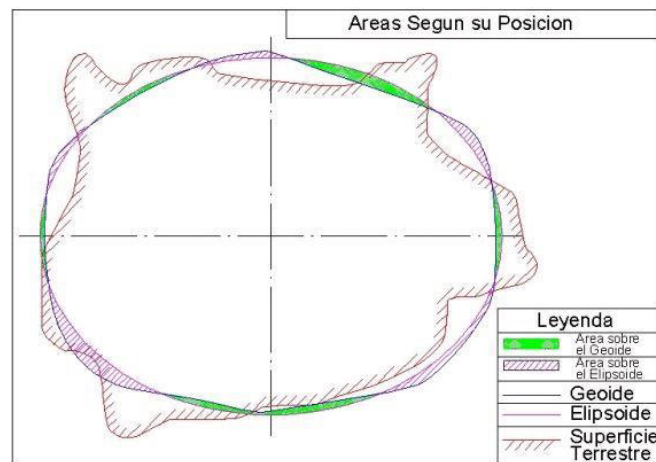 Areas Segun su Posicion
Leyenda
Area sobre
el Geoide
Area sobre
el Elipsoide
Geoide
Elipsoide
Superficie
Terrestre